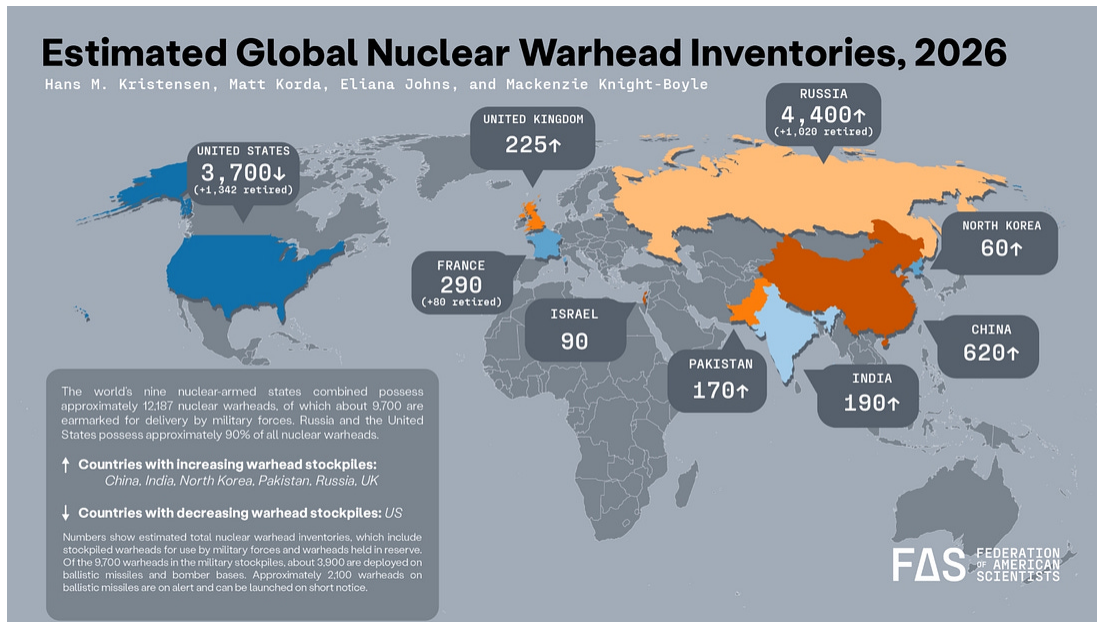 Estimated Global Nuclear Warhead Inventories, 2026
Hans M. Kristensen, Matt Korda, Eliana Johns, and Mackenzie Knight-Boyle
RUSSIA
4,400↑
(+1,020 retired)
UNITED KINGDOM
225↑
UNITED STATES
3,700↓
(+1,342 retired)
NORTH KOREA
60↑
FRANCE
290
(+80 retired)
ISRAEL
90
CHINA
620↑
PAKISTAN
170↑
INDIA
190↑
The world's nine nuclear-armed states combined possess
approximately 12,187 nuclear warheads, of which about 9,700 are
earmarked for delivery by military forces. Russia and the United
States possess approximately 90% of all nuclear warheads.
↑ Countries with increasing warhead stockpiles:
China, India, North Korea, Pakistan, Russia, UK
↓ Countries with decreasing warhead stockpiles: US
Numbers show estimated total nuclear warhead inventories, which include
stockpiled warheads for use by military forces and warheads held in reserve.
Of the 9,700 warheads in the military stockpiles, about 3,900 are deployed on
ballistic missiles and bomber bases. Approximately 2,100 warheads on
ballistic missiles are on alert and can be launched on short notice.
FAS
FEDERATION
OF AMERICAN
SCIENTISTS